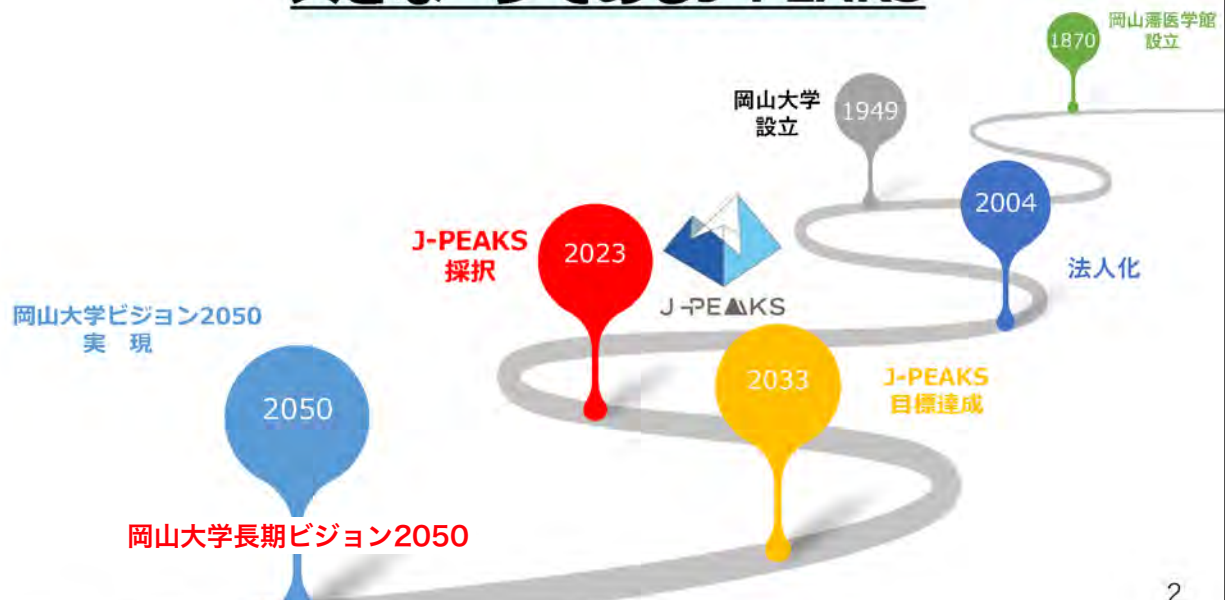 J-PEAKS
1870
岡山藩医学館
設立
岡山大学
設立
1949
2004
法人化
J-PEAKS
採択
2023
J-PEAKS
岡山大学ビジョン2050
実 現
2050
2033
J-PEAKS
目標達成
岡山大学長期ビジョン2050
2